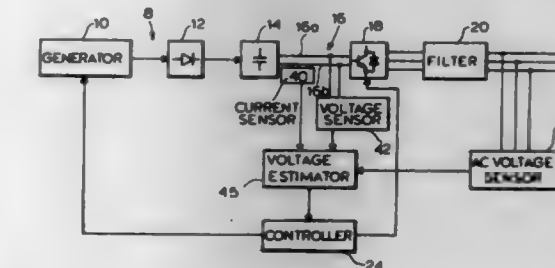 10
8
12
14
16a
16
18
20
GENERATOR
FILTER
40
16b
CURRENT
SENSOR
VOLTAGE
SENSOR
42
VOLTAGE
ESTIMATOR
AC VOLTAGE
SENSOR
45
CONTROLLER
24